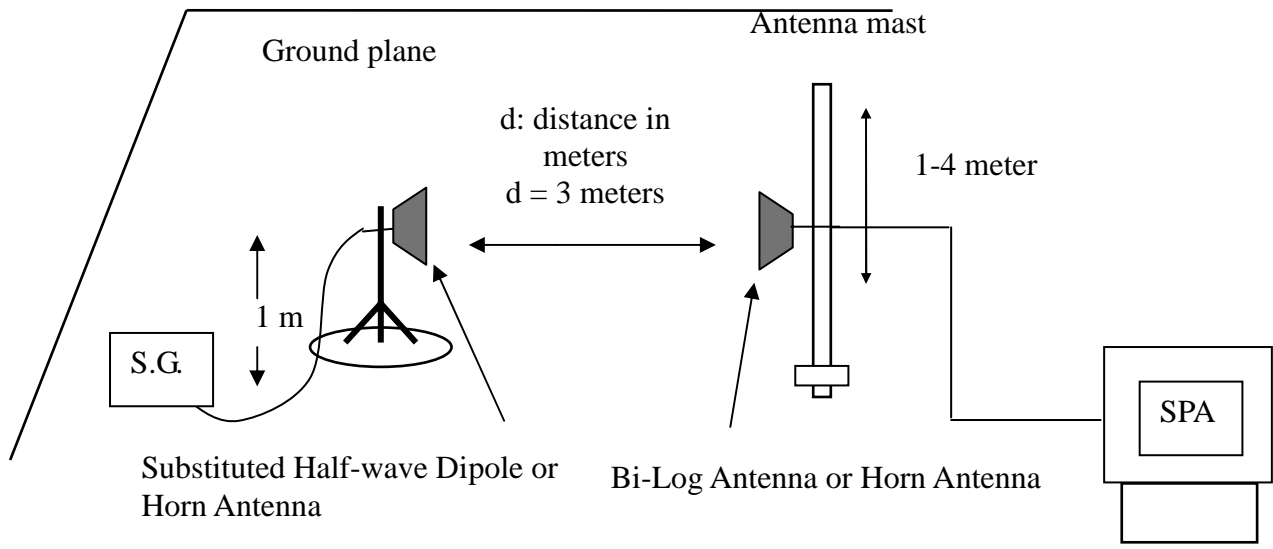 Antenna mast
Ground plane
d: distance in
meters
d = 3 meters
1-4 meter
1 m
S.G.
SPA
Substituted Half-wave Dipole or
Horn Antenna
Bi-Log Antenna or Horn Antenna